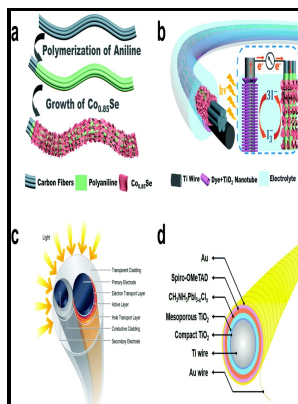 a
Polymerization of Aniline
Growth of Co0.85Se
Carbon Fibers
Polyaniline
Co0.85Se
b
e⁻
e⁻
hν
3I⁻
I3⁻
Ti Wire
Dye+TiO2 Nanotube
Electrolyte
c
Light
Transparent Cladding
Primary Electrode
Electron Transport Layer
Active Layer
Hole Transport Layer
Conductive Cladding
Secondary Electrode
d
Au
Spiro-OMeTAD
CH3NH3PbI3-xClx
Mesoporous TiO2
Compact TiO2
Ti wire
Au wire